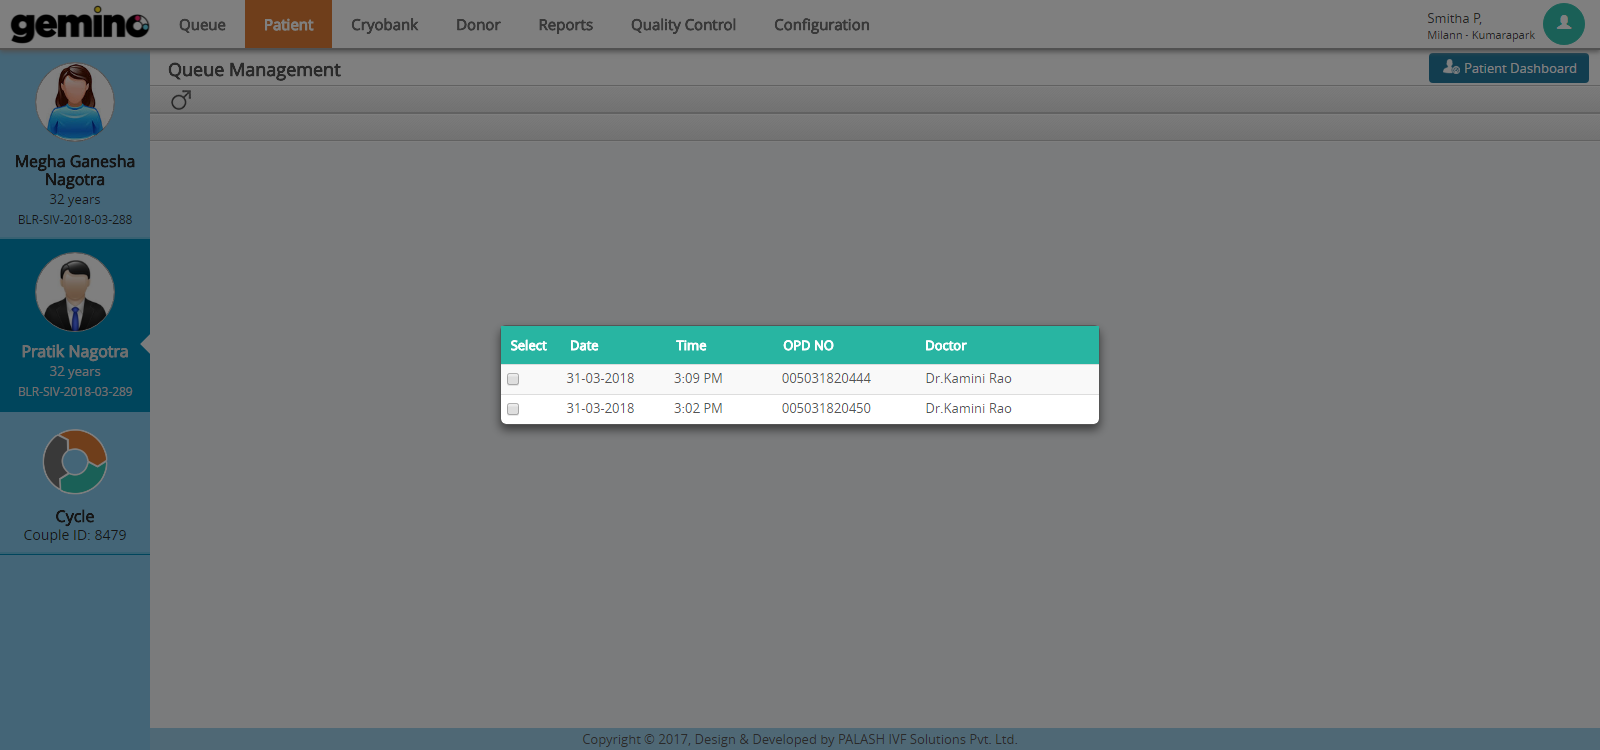 gemino Queue Patient Cryobank Donor Reports Quality Control Configuration
Smitha P,
Milann - Kumarapark
Queue Management
Patient Dashboard
Megha Ganesha
Nagotra
32 years
BLR-SIV-2018-03-288
Pratik Nagotra
32 years
BLR-SIV-2018-03-289
Cycle
Couple ID: 8479
Select Date Time OPD NO Doctor
31-03-2018 3:09 PM 005031820444 Dr.Kamini Rao
31-03-2018 3:02 PM 005031820450 Dr.Kamini Rao
Copyright © 2017, Design & Developed by PALASH IVF Solutions Pvt. Ltd.